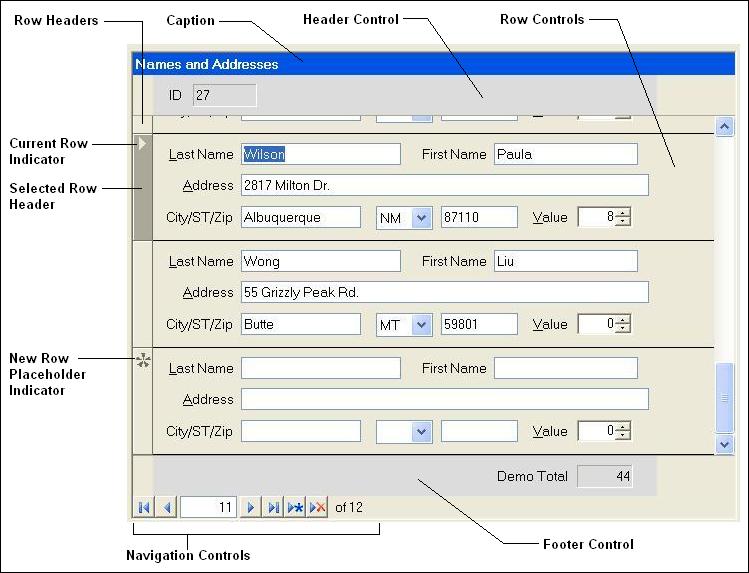 Row Headers
Caption
Header Control
Row Controls
Names and Addresses
ID 27
City/ST/Zip
Current Row
Indicator
Last Name Wilson First Name Paula
Selected Row
Header
Address 2817 Milton Dr.
City/ST/Zip Albuquerque NM 87110 Value 8
Last Name Wong First Name Liu
Address 55 Grizzly Peak Rd.
City/ST/Zip Butte MT 59801 Value 0
New Row
Placeholder
Indicator
Last Name First Name
Address
City/ST/Zip Value 0
Demo Total 44
11 of 12
Navigation Controls
Footer Control